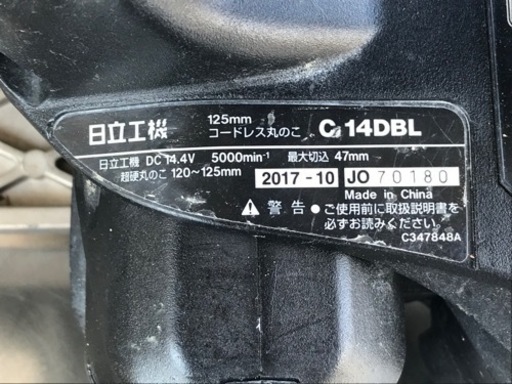 日立工機 125mm コードレス丸のこ C 14DBL
日立工機 DC 14.4V 5000min⁻¹ 最大切込 47mm
超硬丸のこ 120〜125mm 2017-10 JO 70180
Made in China
⚠ 警告 ●ご使用前に取扱説明書を
必ずお読みください。
C347848A